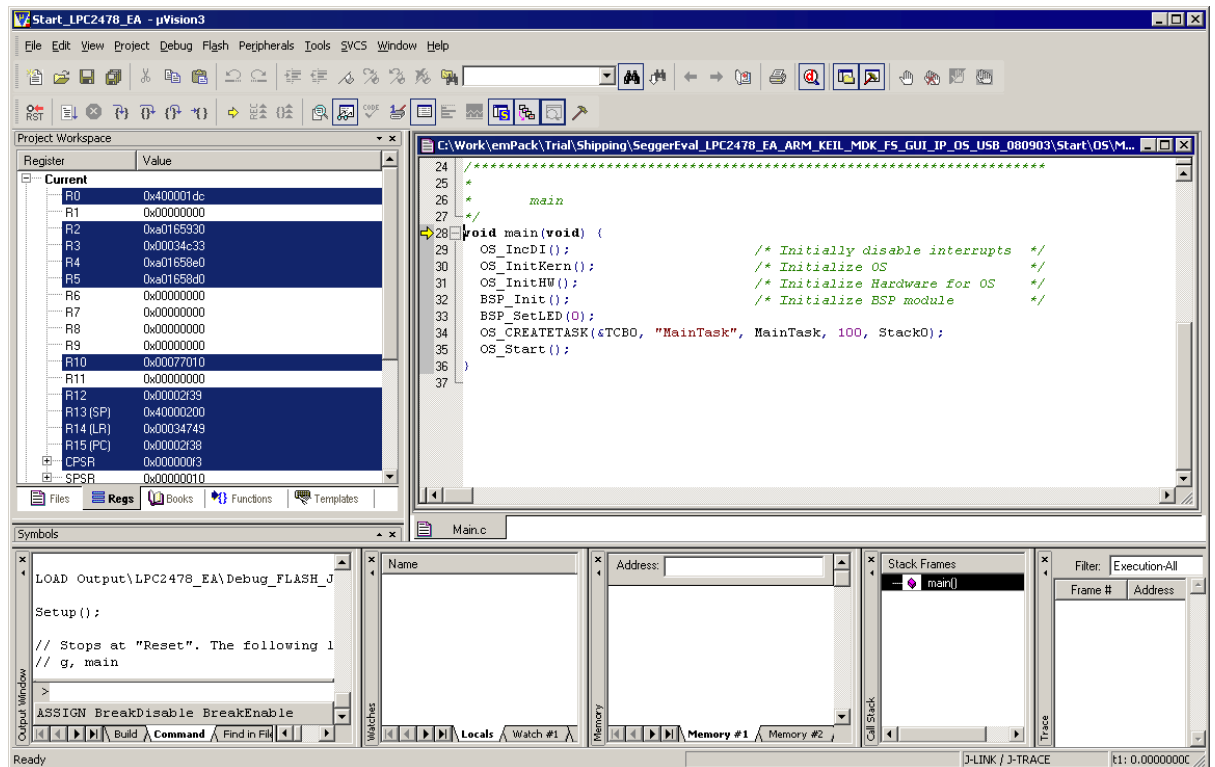 Start_LPC2478_EA - µVision3
File Edit View Project Debug Flash Peripherals Tools SVCS Window Help
RST
CODE
Project Workspace
Register Value
Current
R0 0x400001dc
R1 0x00000000
R2 0xa0165930
R3 0x00034c33
R4 0xa01658e0
R5 0xa01658d0
R6 0x00000000
R7 0x00000000
R8 0x00000000
R9 0x00000000
R10 0x00077010
R11 0x00000000
R12 0x00002f39
R13 (SP) 0x40000200
R14 (LR) 0x00034749
R15 (PC) 0x00002f38
CPSR 0x000000f3
SPSR 0x00000010
Files Regs Books Functions Templates
C:\Work\emPack\Trial\Shipping\SeggerEval_LPC2478_EA_ARM_KEIL_MDK_FS_GUI_IP_OS_USB_080903\Start\OS\M...
24 /*********************************************************************
25 *
26 * main
27 */
28 void main(void) {
29 OS_IncDI(); /* Initially disable interrupts */
30 OS_InitKern(); /* Initialize OS */
31 OS_InitHW(); /* Initialize Hardware for OS */
32 BSP_Init(); /* Initialize BSP module */
33 BSP_SetLED(0);
34 OS_CREATETASK(&TCB0, "MainTask", MainTask, 100, Stack0);
35 OS_Start();
36 }
37
Main.c
Symbols
Output Window
LOAD Output\LPC2478_EA\Debug_FLASH_J
Setup();
// Stops at "Reset". The following l
// g, main
>
ASSIGN BreakDisable BreakEnable
Build Command Find in File
Watches
Name
Locals Watch #1
Memory
Address:
Memory #1 Memory #2
Call Stack
Stack Frames
main()
Trace
Filter: Execution-All
Frame # Address
Ready J-LINK / J-TRACE t1: 0.0000000C